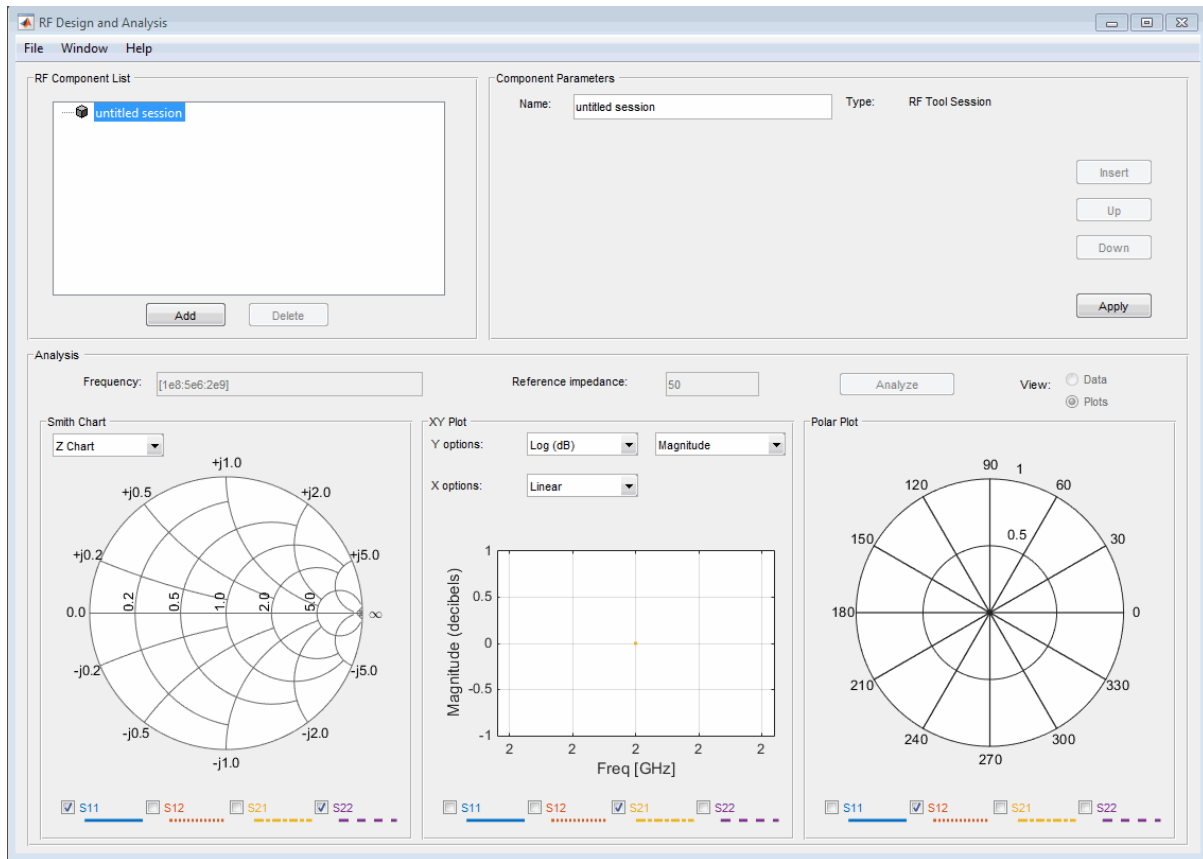 RF Design and Analysis
File Window Help
RF Component List
untitled session
Add Delete
Component Parameters
Name: untitled session Type: RF Tool Session
Insert
Up
Down
Apply
Analysis
Frequency: [1e8:5e6:2e9] Reference impedance: 50 Analyze View: Data
Plots
Smith Chart
Z Chart
+j1.0
+j0.5 +j2.0
+j0.2 +j5.0
0.0 0.2 0.5 1.0 2.0 5.0 ∞
-j0.2 -j5.0
-j0.5 -j2.0
-j1.0
S11 S12 S21 S22
XY Plot
Y options: Log (dB) Magnitude
X options: Linear
Magnitude (decibels)
1
0.5
0
-0.5
-1
2 2 2 2 2
Freq [GHz]
S11 S12 S21 S22
Polar Plot
90 1
120 60
0.5
150 30
180 0
210 330
240 300
270
S11 S12 S21 S22